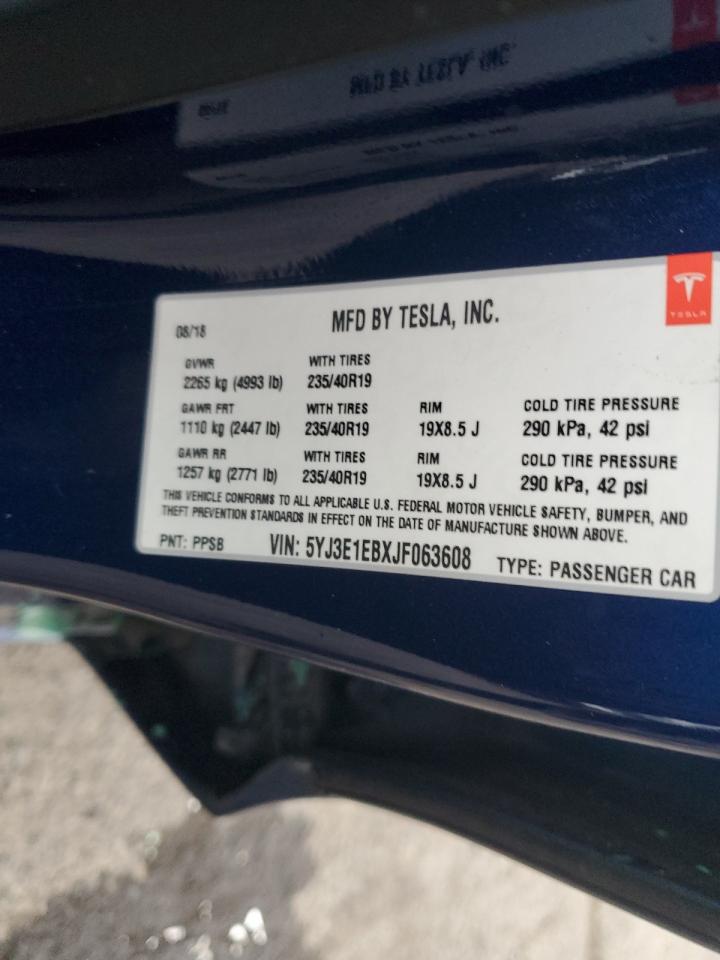 MFD BY TESLA, INC.
TESLA
08/18
GVWR WITH TIRES
2265 kg (4993 lb) 235/40R19
GAWR FRT WITH TIRES RIM COLD TIRE PRESSURE
1110 kg (2447 lb) 235/40R19 19X8.5 J 290 kPa, 42 psi
GAWR RR WITH TIRES RIM COLD TIRE PRESSURE
1257 kg (2771 lb) 235/40R19 19X8.5 J 290 kPa, 42 psi
THIS VEHICLE CONFORMS TO ALL APPLICABLE U.S. FEDERAL MOTOR VEHICLE SAFETY, BUMPER, AND
THEFT PREVENTION STANDARDS IN EFFECT ON THE DATE OF MANUFACTURE SHOWN ABOVE.
PNT: PPSB VIN: 5YJ3E1EBXJF063608 TYPE: PASSENGER CAR